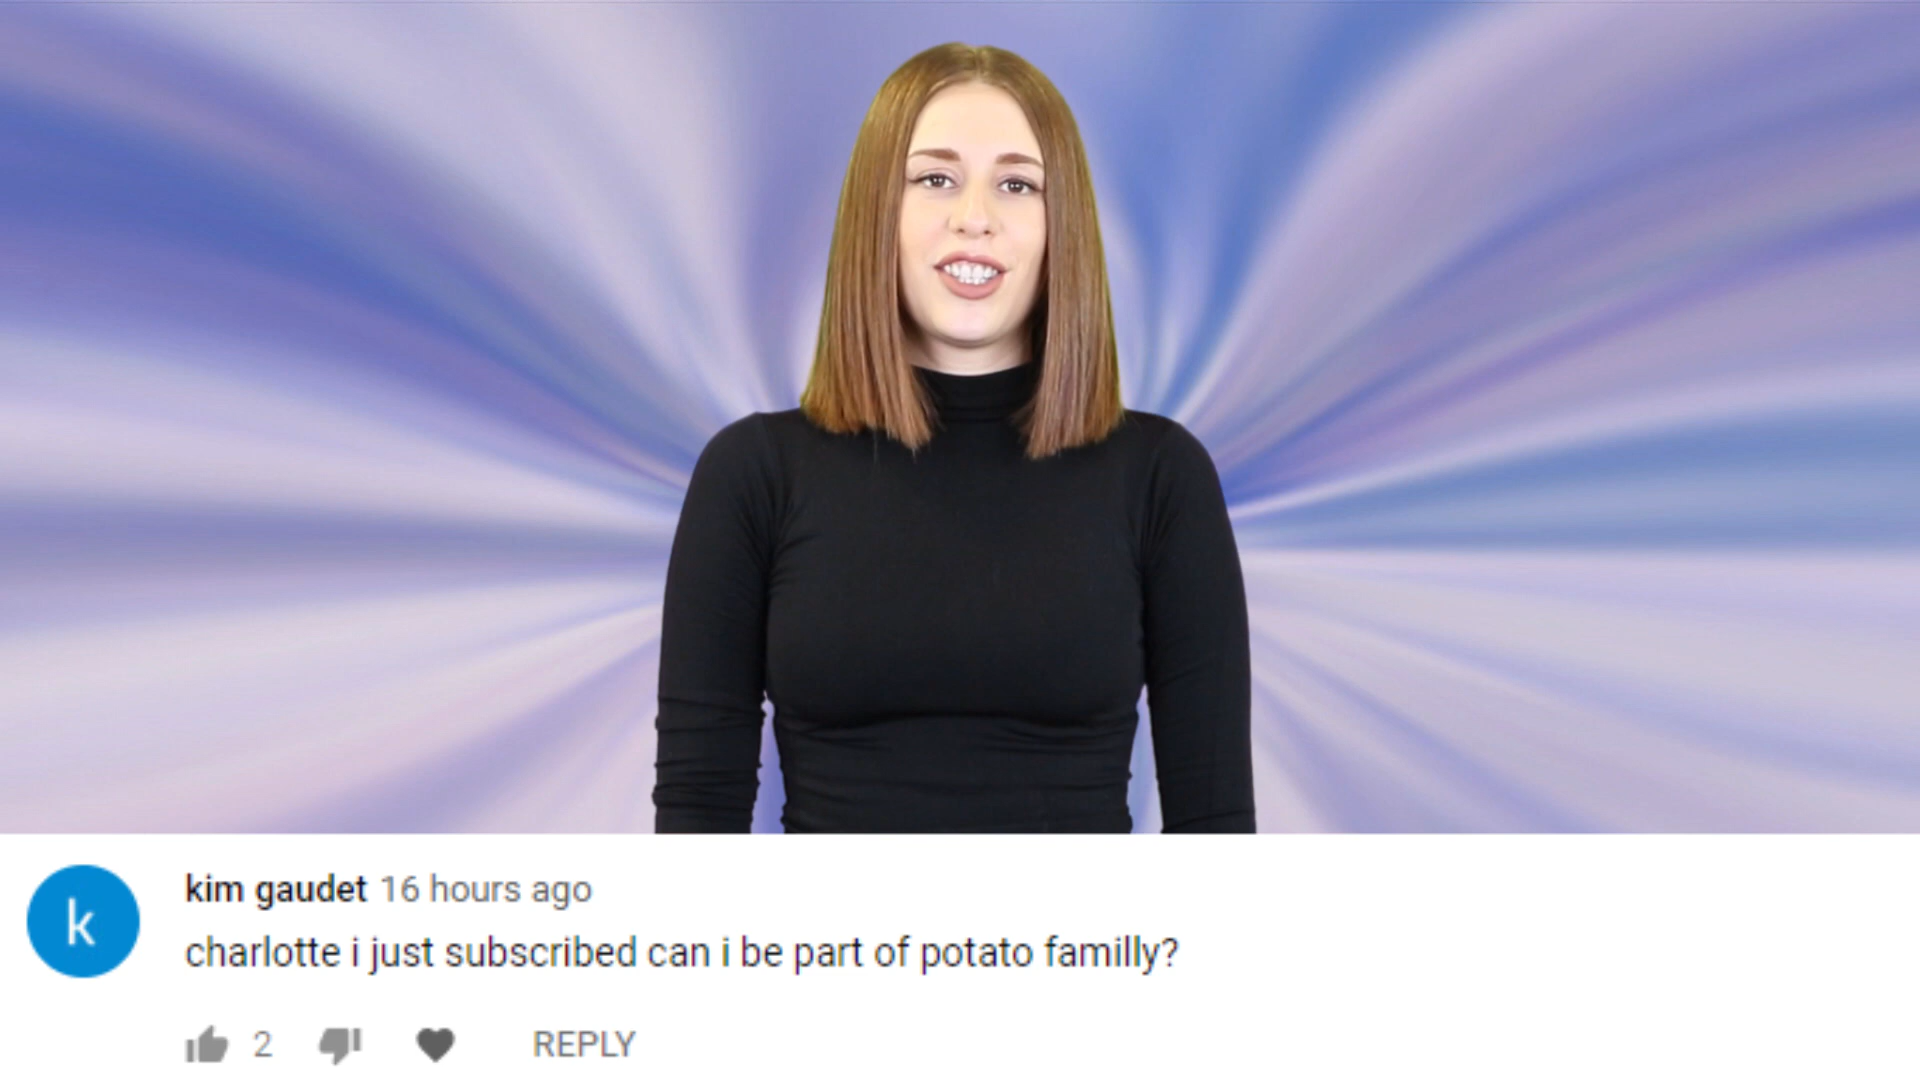 k
kim gaudet 16 hours ago
charlotte i just subscribed can i be part of potato familly?
2
REPLY